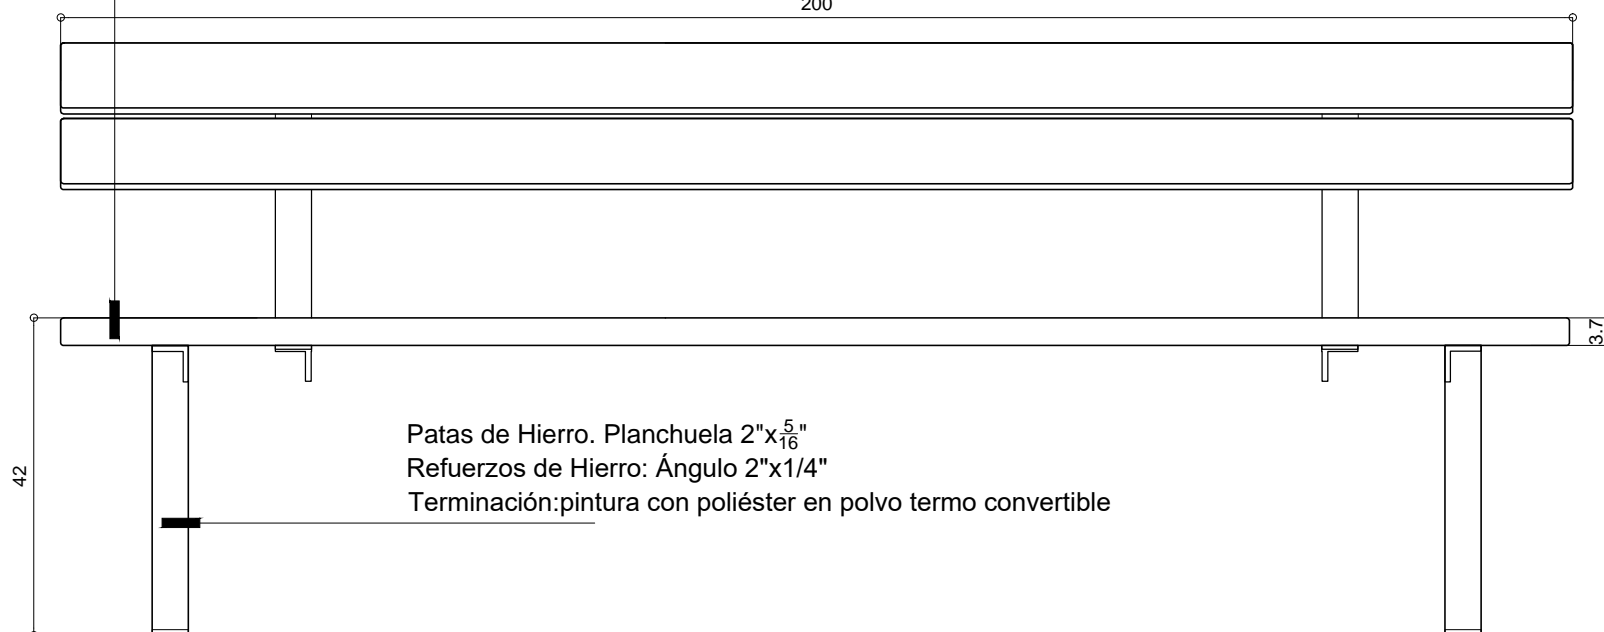 200
3.7
Patas de Hierro. Planchuela 2"x5/16"
Refuerzos de Hierro: Ángulo 2"x1/4"
Terminación:pintura con poliéster en polvo termo convertible
42